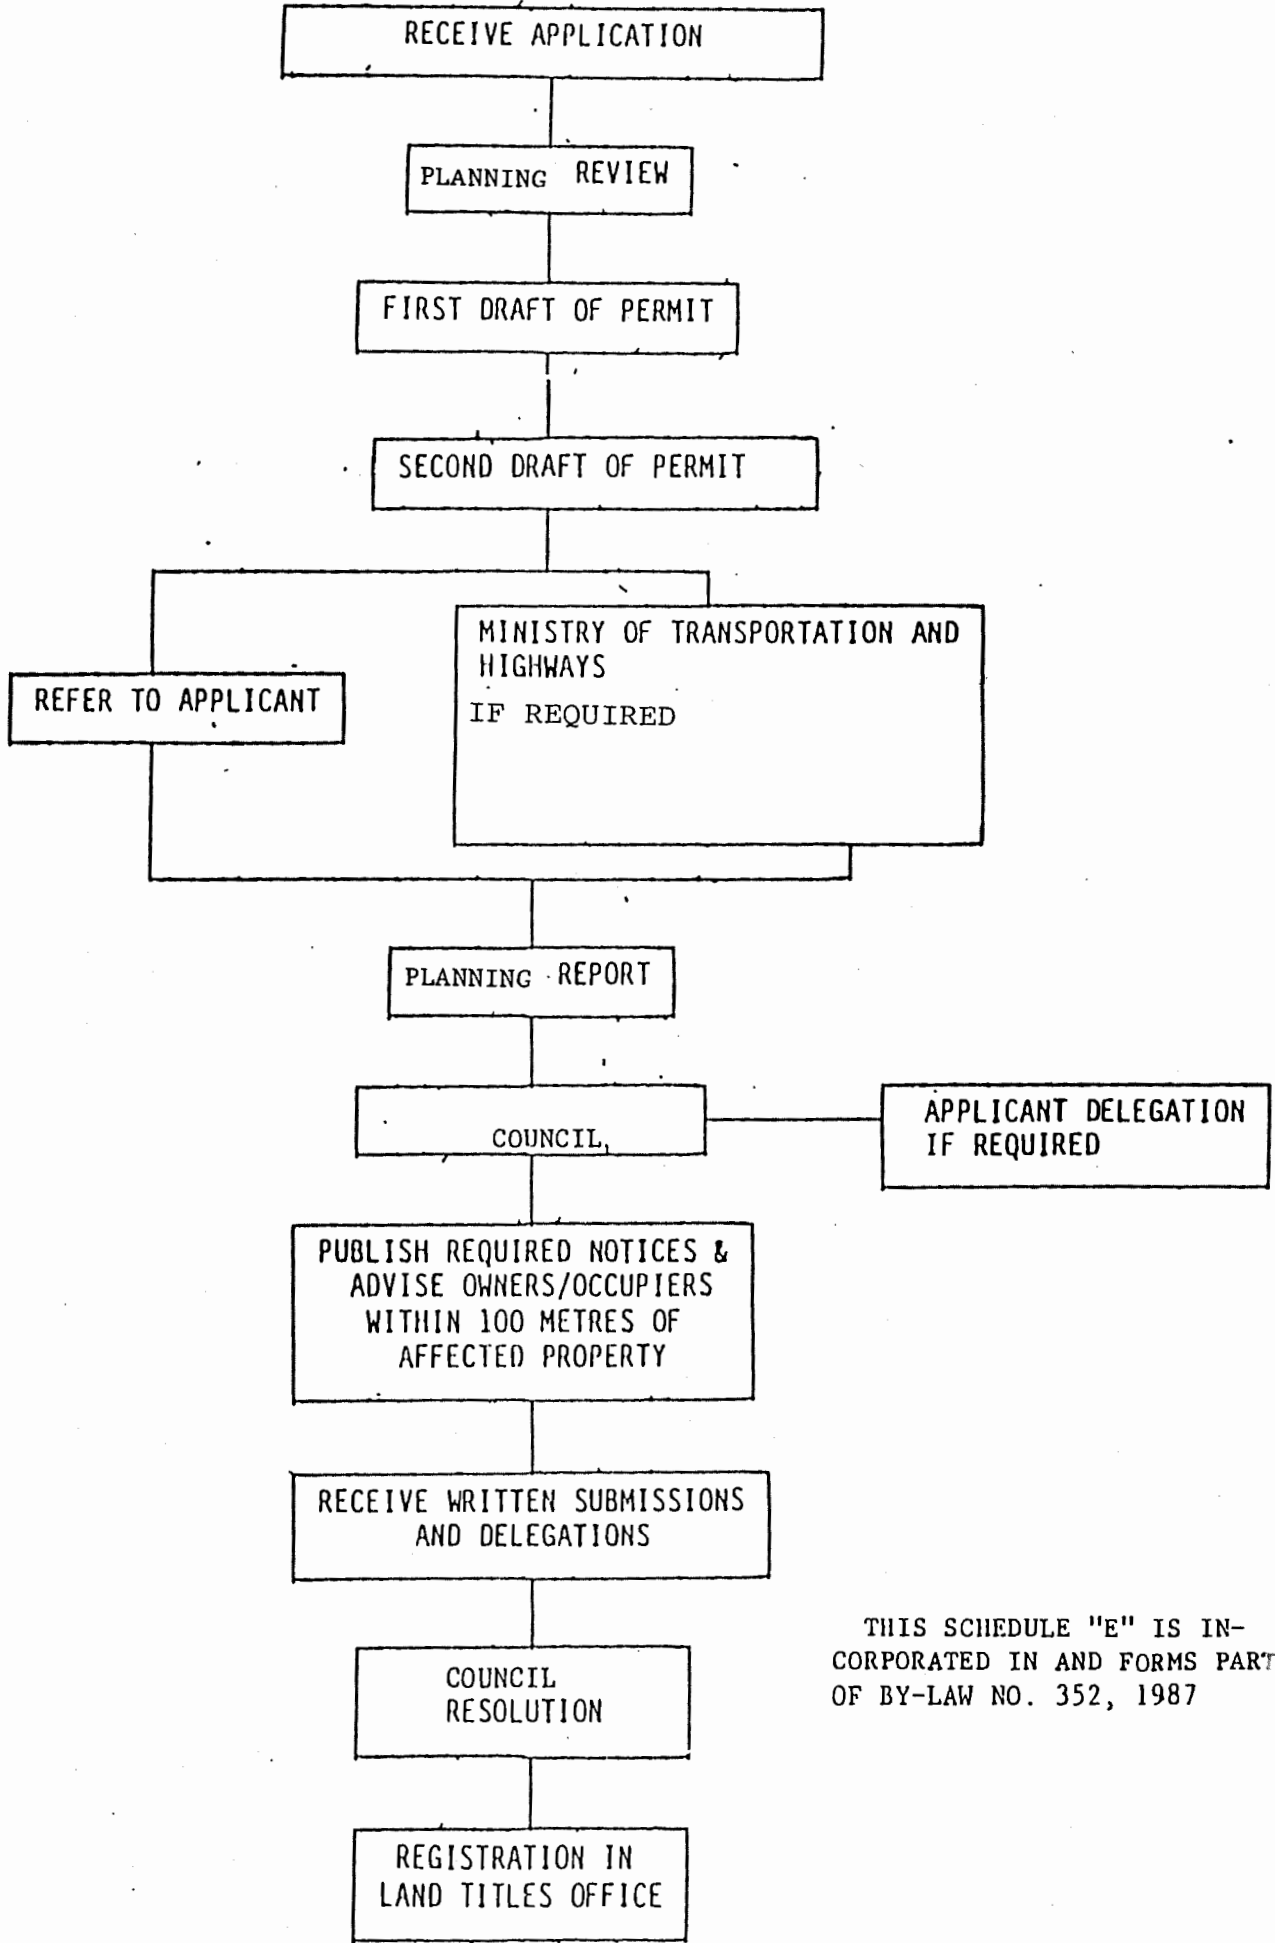 RECEIVE APPLICATION
PLANNING REVIEW
FIRST DRAFT OF PERMIT
SECOND DRAFT OF PERMIT
MINISTRY OF TRANSPORTATION AND
HIGHWAYS
IF REQUIRED
REFER TO APPLICANT
PLANNING REPORT
COUNCIL,
APPLICANT DELEGATION
IF REQUIRED
PUBLISH REQUIRED NOTICES &
ADVISE OWNERS/OCCUPIERS
WITHIN 100 METRES OF
AFFECTED PROPERTY
RECEIVE WRITTEN SUBMISSIONS
AND DELEGATIONS
THIS SCHEDULE "E" IS IN-
CORPORATED IN AND FORMS PART
OF BY-LAW NO. 352, 1987
COUNCIL
RESOLUTION
REGISTRATION IN
LAND TITLES OFFICE